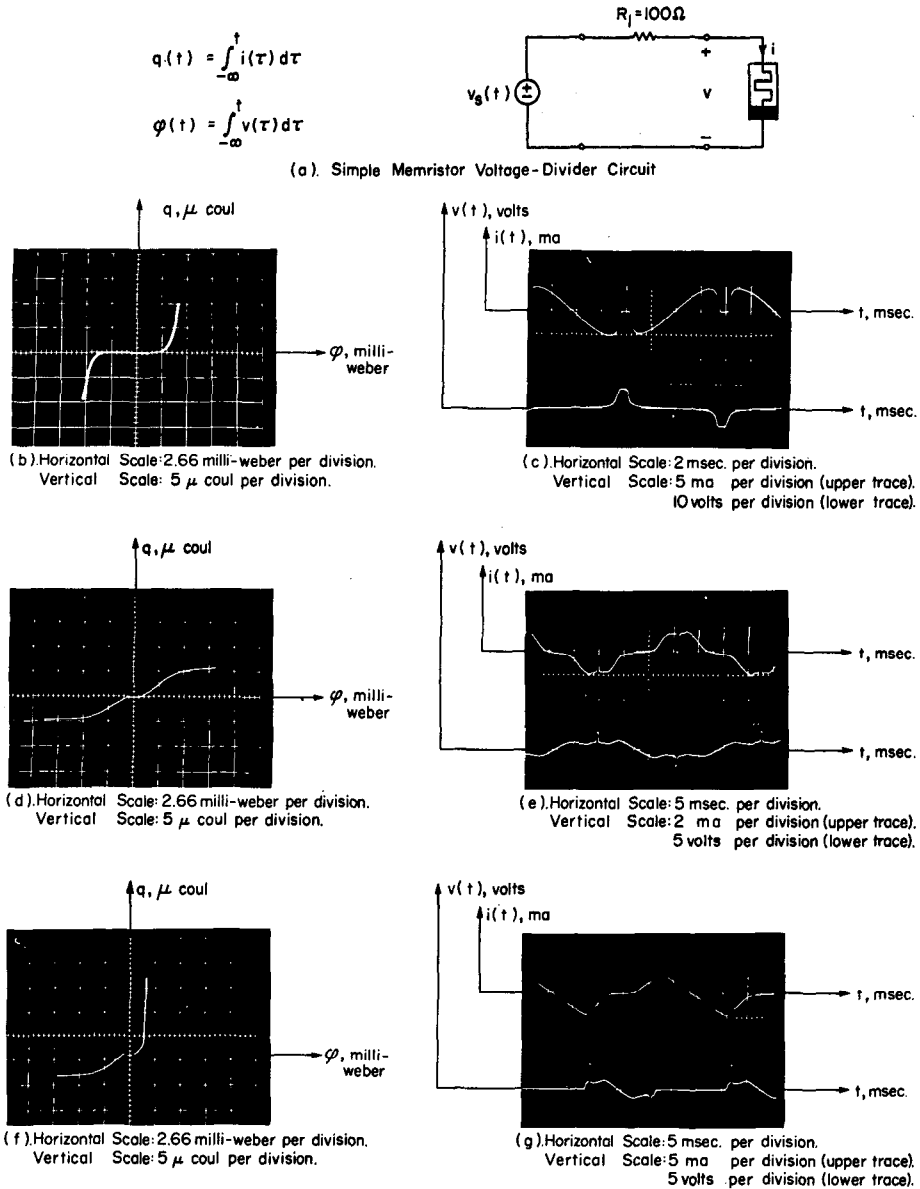 q.(t) = ∫_{-∞}^{t} i(τ) dτ
φ(t) = ∫_{-∞}^{t} v(τ) dτ
R₁=100Ω
+
i
v_s(t)
v
−
(a). Simple Memristor Voltage-Divider Circuit
q, μ coul
φ, milli-
weber
(b).Horizontal Scale: 2.66 milli-weber per division.
Vertical Scale: 5 μ coul per division.
v(t), volts
i(t), ma
t, msec.
t, msec.
(c).Horizontal Scale: 2 msec. per division.
Vertical Scale: 5 ma per division (upper trace).
10 volts per division (lower trace).
q, μ coul
φ, milli-
weber
(d).Horizontal Scale: 2.66 milli-weber per division.
Vertical Scale: 5 μ coul per division.
v(t), volts
i(t), ma
t, msec.
t, msec.
(e).Horizontal Scale: 5 msec. per division.
Vertical Scale: 2 ma per division (upper trace).
5 volts per division (lower trace).
q, μ coul
φ, milli-
weber
(f).Horizontal Scale: 2.66 milli-weber per division.
Vertical Scale: 5 μ coul per division.
v(t), volts
i(t), ma
t, msec.
t, msec.
(g).Horizontal Scale: 5 msec. per division.
Vertical Scale: 5 ma per division (upper trace).
5 volts per division (lower trace).